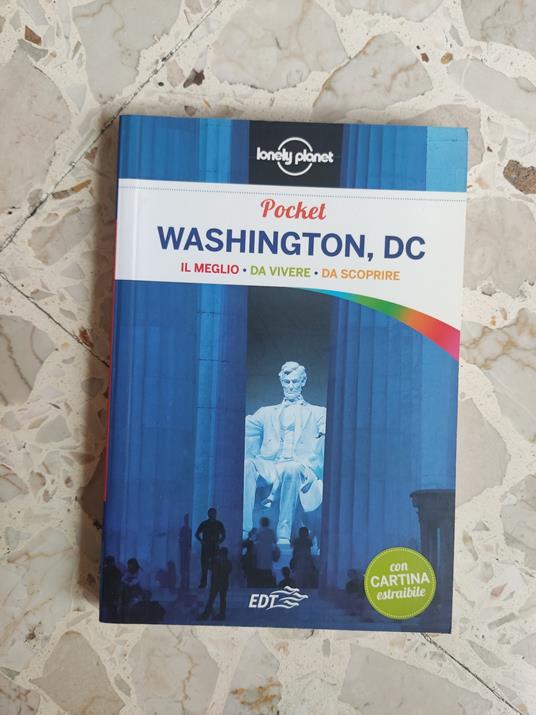 lonely planet
Pocket
WASHINGTON, DC
IL MEGLIO • DA VIVERE • DA SCOPRIRE
con
CARTINA
estraibile
EDT